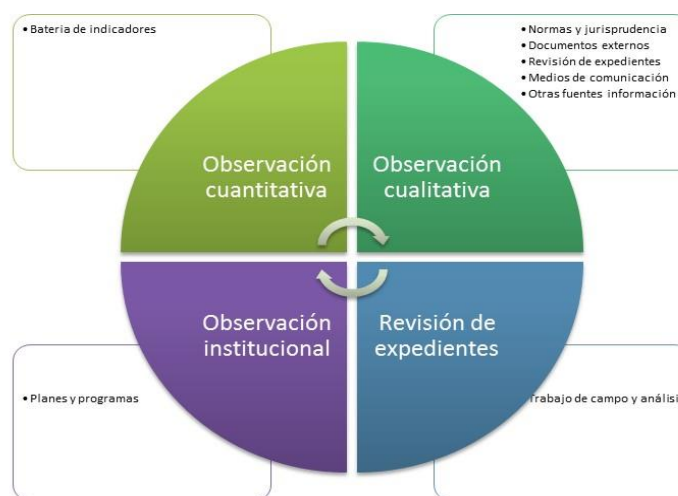 • Bateria de indicadores
• Normas y jurisprudencia
• Documentos externos
• Revisión de expedientes
• Medios de comunicación
• Otras fuentes información
Observación
cuantitativa
Observación
cualitativa
Observación
institucional
Revisión de
expedientes
• Planes y programas
Trabajo de campo y análisi